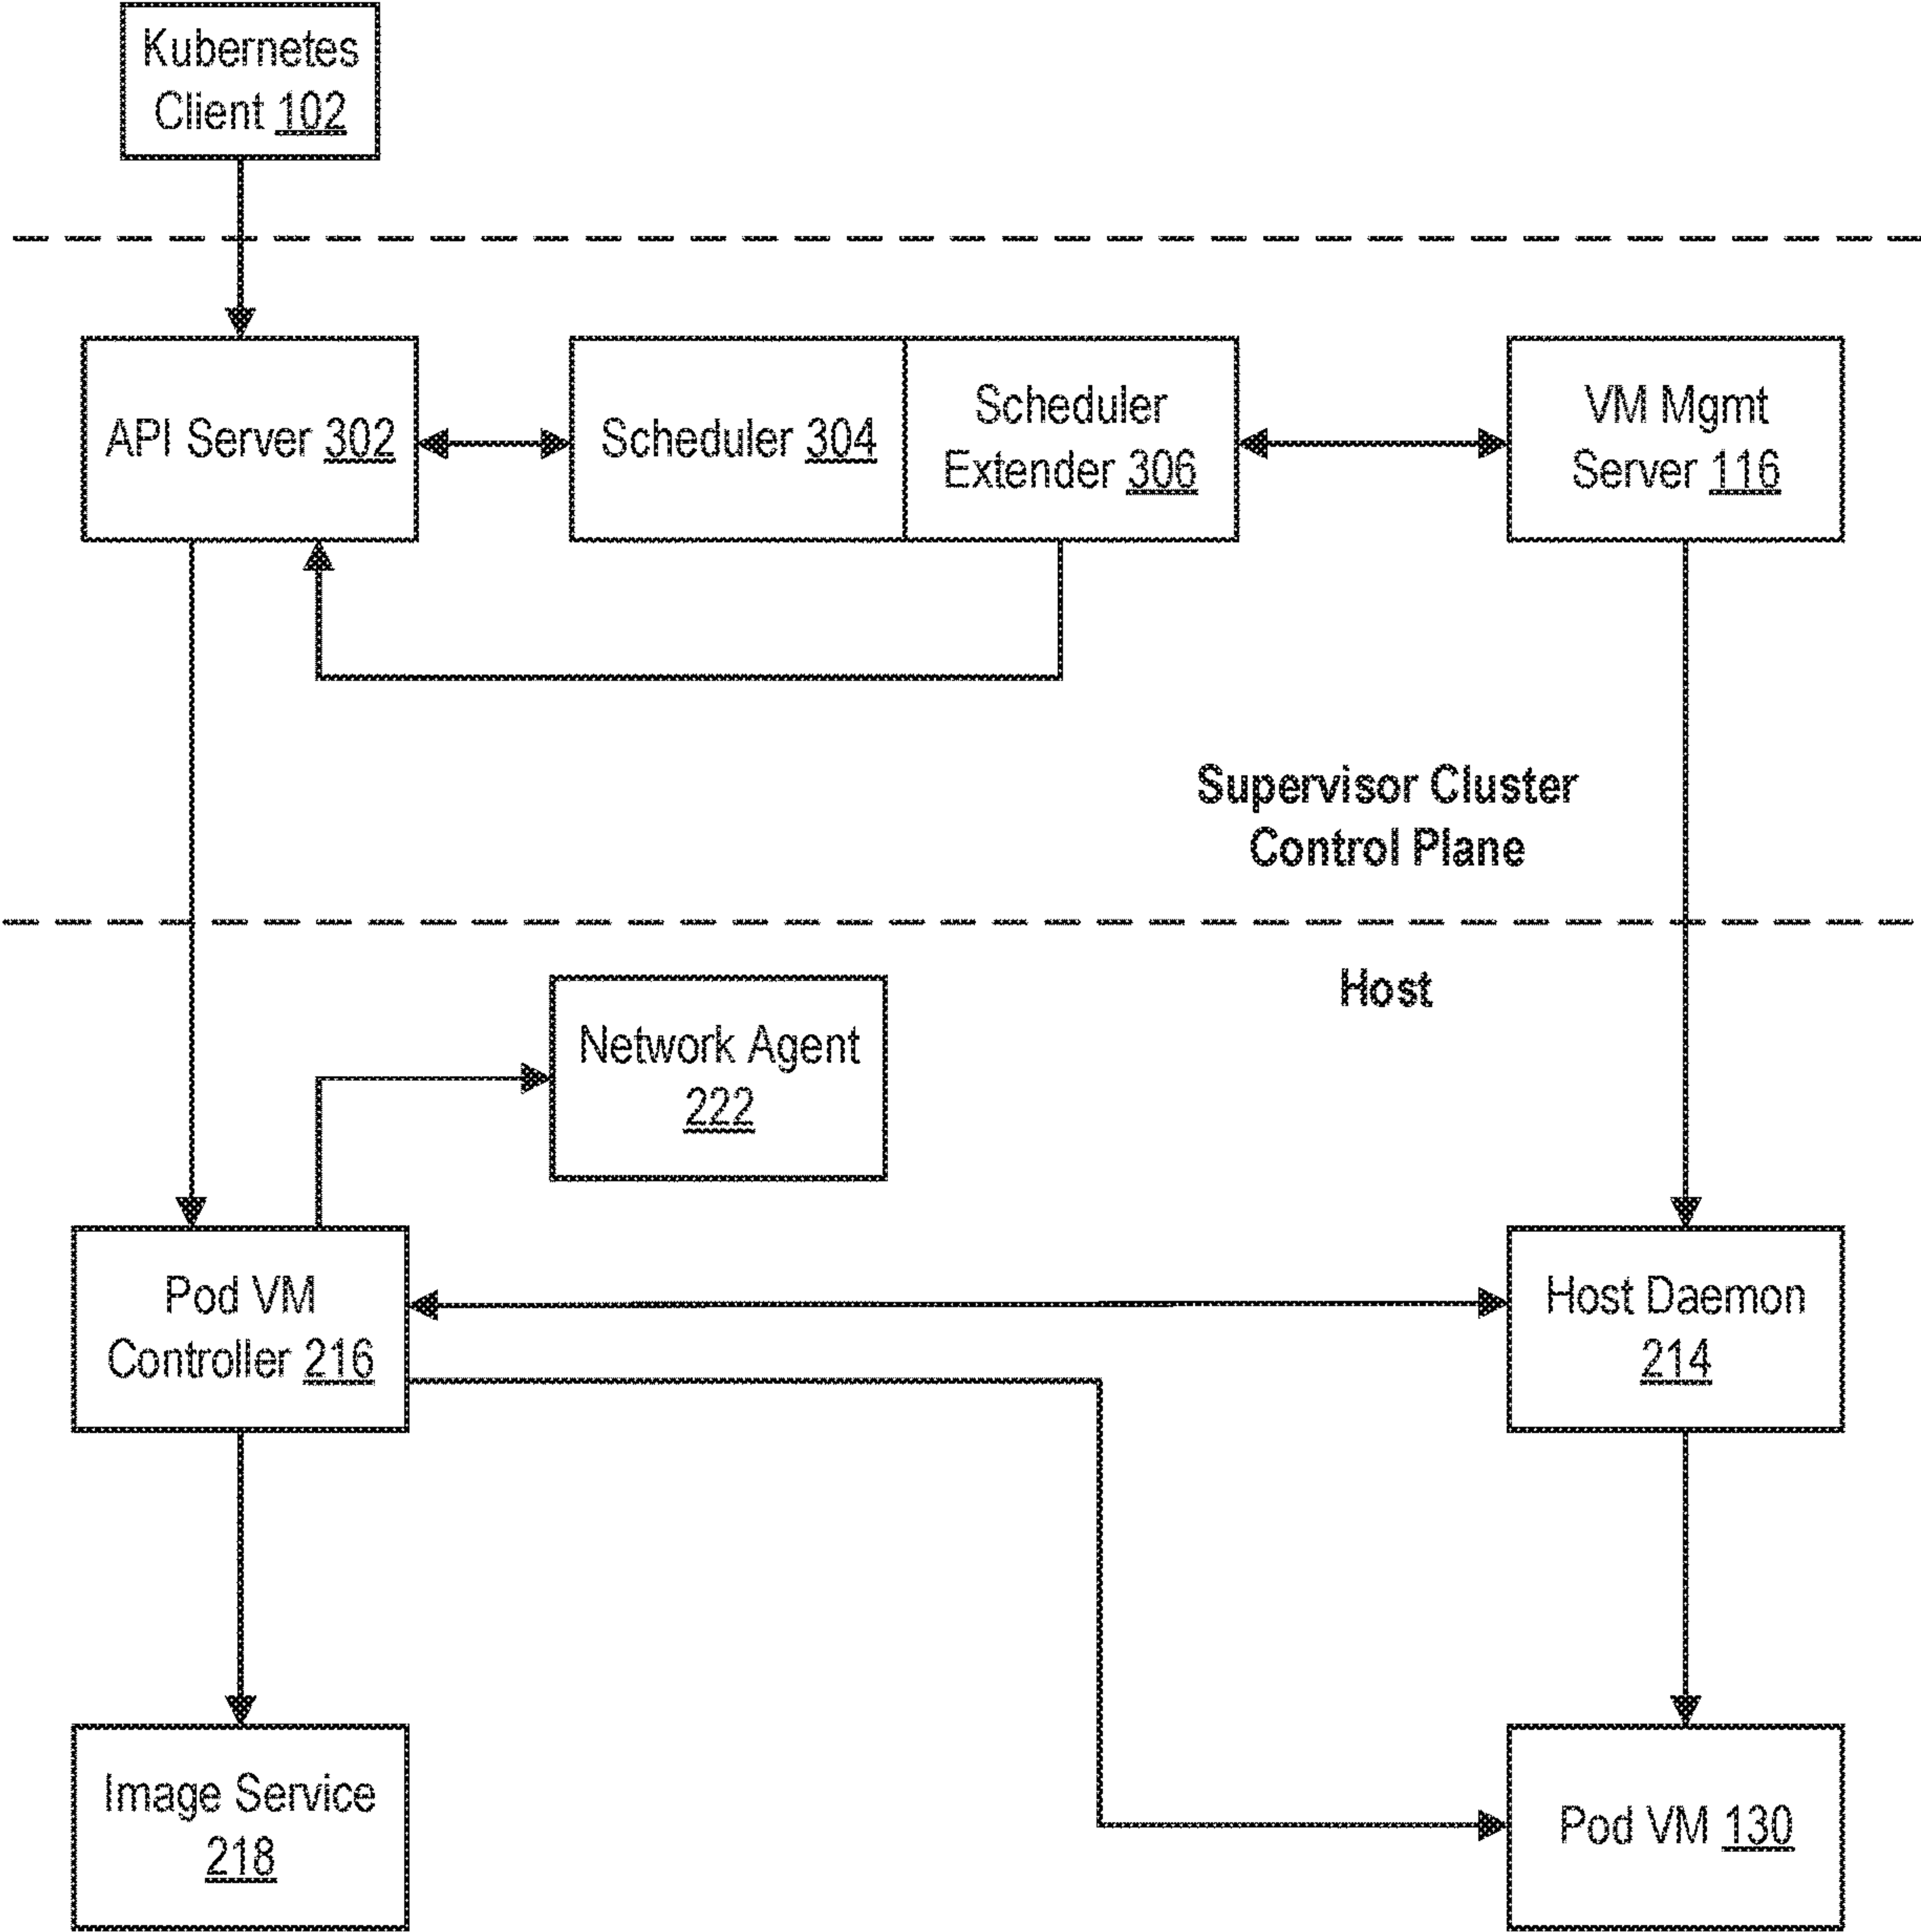 Kubernetes
Client 102
API Server 302
Scheduler 304
Scheduler
Extender 306
VM Mgmt
Server 116
Supervisor Cluster
Control Plane
Host
Network Agent
222
Pod VM
Controller 216
Host Daemon
214
Image Service
218
Pod VM 130